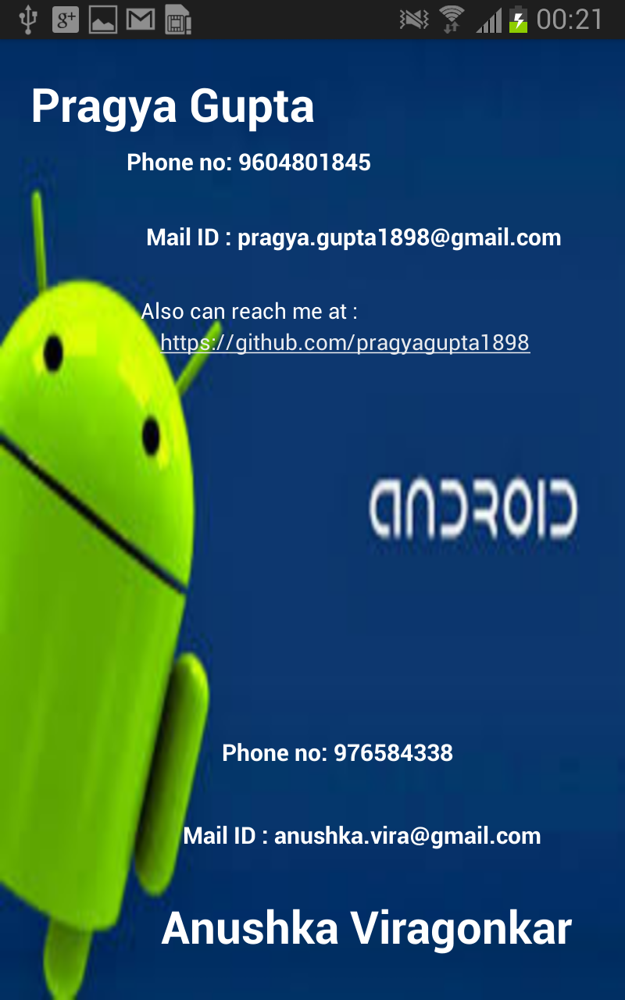 00:21
Pragya Gupta
Phone no: 9604801845
Mail ID : pragya.gupta1898@gmail.com
Also can reach me at :
https://github.com/pragyagupta1898
ANDROID
Phone no: 976584338
Mail ID : anushka.vira@gmail.com
Anushka Viragonkar